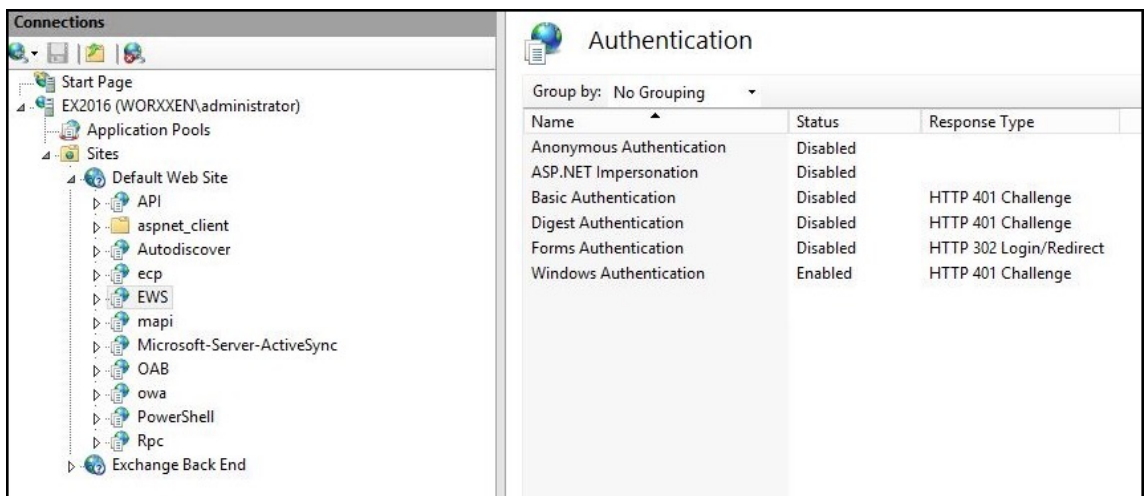 Connections
Start Page
EX2016 (WORXXEN\administrator)
Application Pools
Sites
Default Web Site
API
aspnet_client
Autodiscover
ecp
EWS
mapi
Microsoft-Server-ActiveSync
OAB
owa
PowerShell
Rpc
Exchange Back End
Authentication
Group by: No Grouping
Name Status Response Type
Anonymous Authentication Disabled
ASP.NET Impersonation Disabled
Basic Authentication Disabled HTTP 401 Challenge
Digest Authentication Disabled HTTP 401 Challenge
Forms Authentication Disabled HTTP 302 Login/Redirect
Windows Authentication Enabled HTTP 401 Challenge